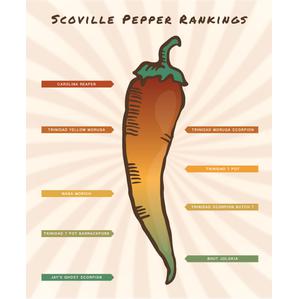 Scoville Pepper Rankings
CAROLINA REAPER
TRINIDAD YELLOW MORUGA
TRINIDAD MORUGA SCORPION
TRINIDAD 7 POT
NAGA MORICH
TRINIDAD SCORPION BUTCH T
TRINIDAD 7 POT BARRACKPORE
BHUT JOLOKIA
JAY'S GHOST SCORPION